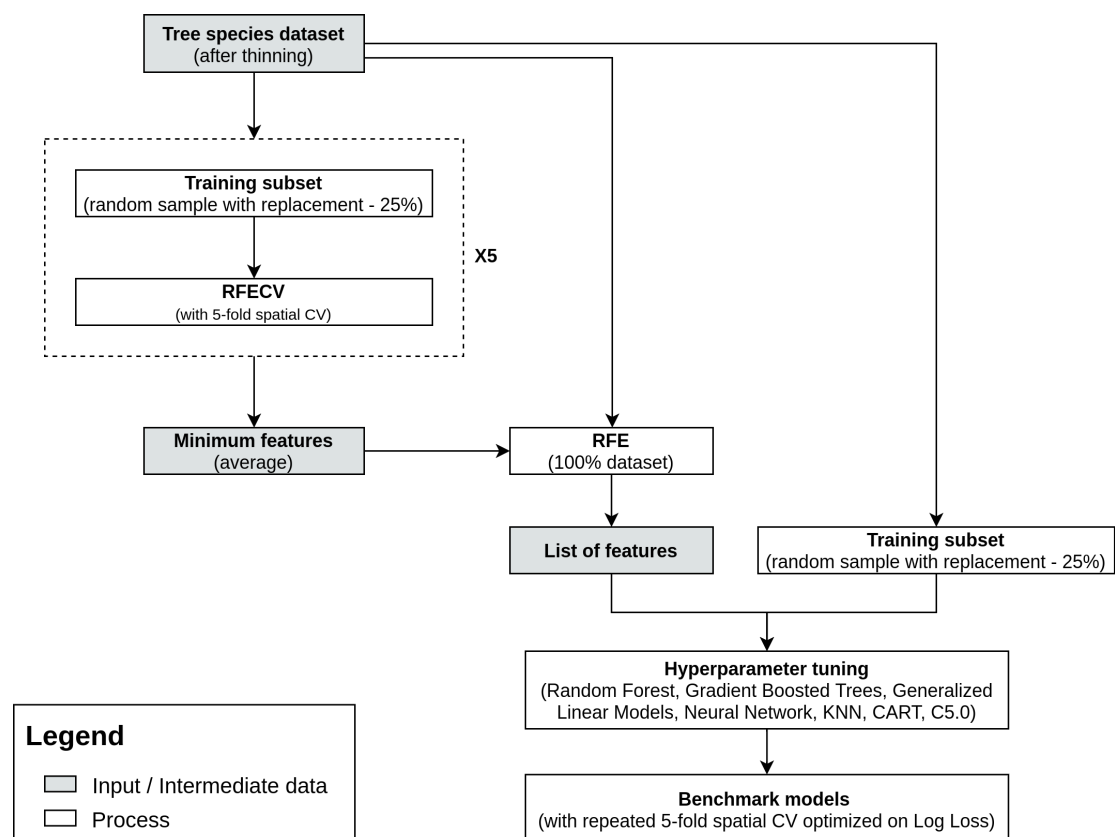 Tree species dataset
(after thinning)
Training subset
(random sample with replacement - 25%)
RFECV
(with 5-fold spatial CV)
X5
Minimum features
(average)
RFE
(100% dataset)
List of features
Training subset
(random sample with replacement - 25%)
Hyperparameter tuning
(Random Forest, Gradient Boosted Trees, Generalized
Linear Models, Neural Network, KNN, CART, C5.0)
Benchmark models
(with repeated 5-fold spatial CV optimized on Log Loss)
Legend
Input / Intermediate data
Process